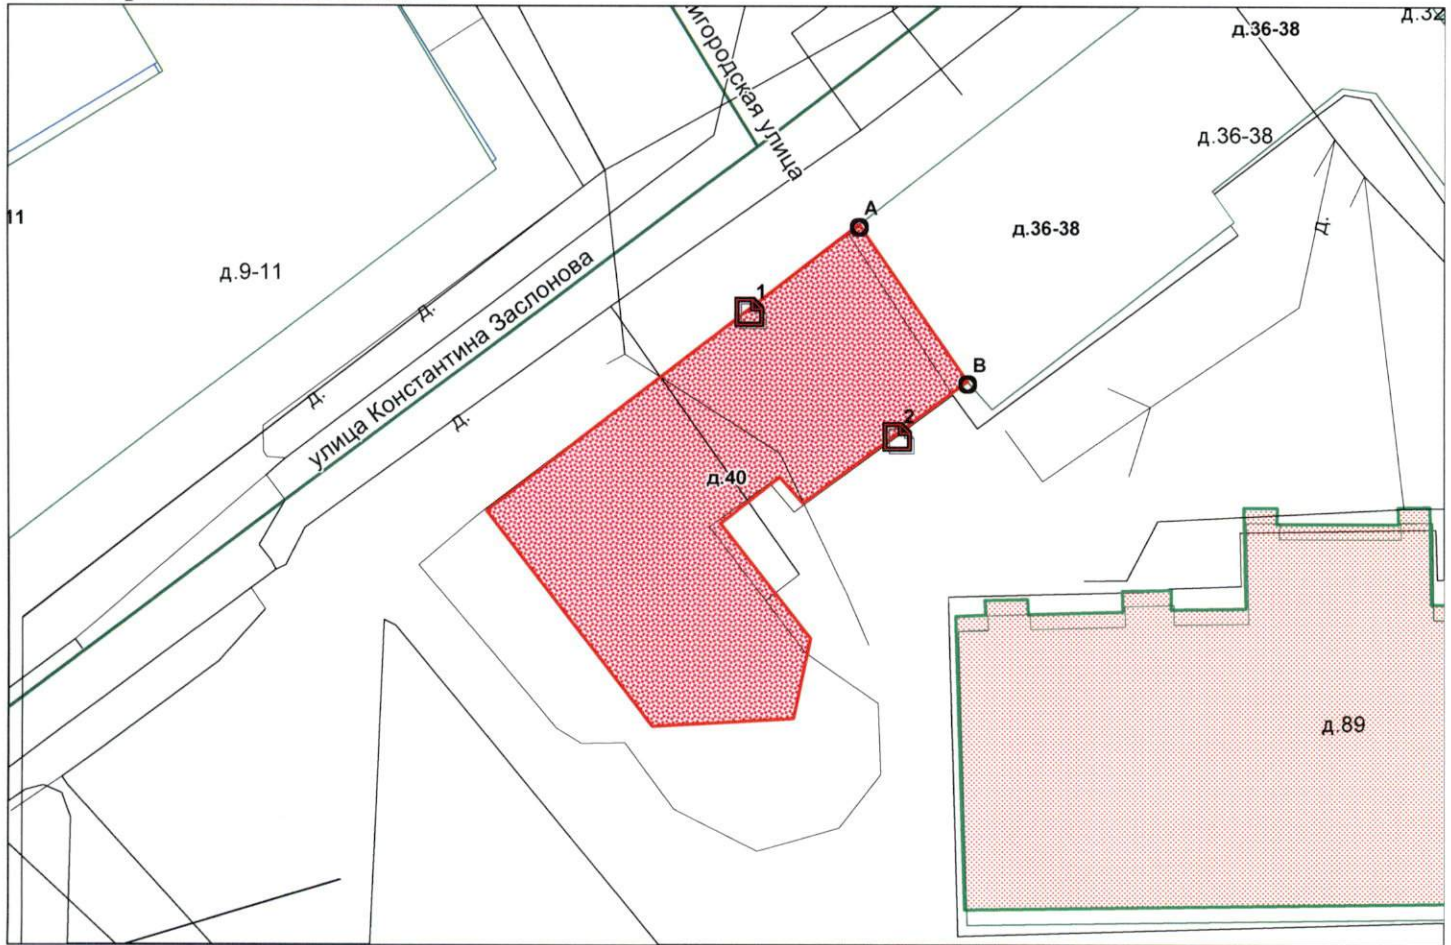 д.32
д.36-38
игородская улица
д.36-38
11
A
д.36-38
д.
улица Константина Заслонова
д.9-11
1
д.
B
д.
д.
2
д.40
д.89